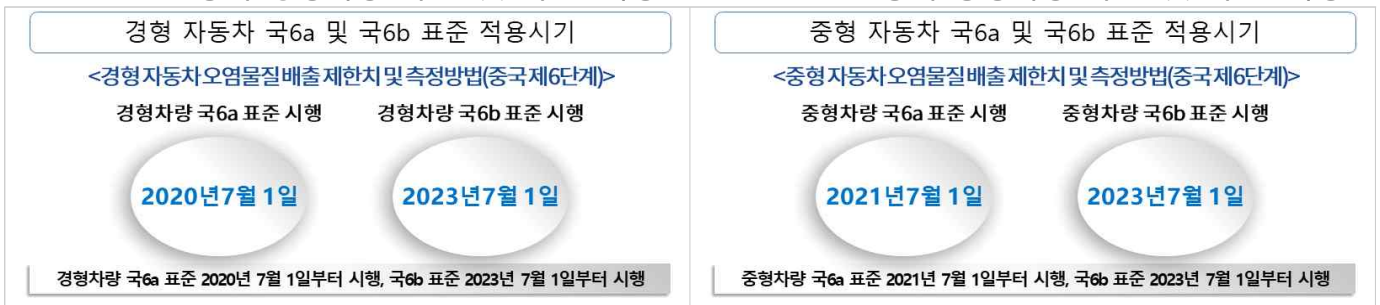 경형 자동차 국6a 및 국6b 표준 적용시기
<경형자동차오염물질배출제한치및측정방법(중국제6단계)>
경형차량 국6a 표준 시행 경형차량 국6b 표준 시행
2020년7월 1일 2023년7월 1일
경형차량 국6a 표준 2020년 7월 1일부터 시행, 국6b 표준 2023년 7월 1일부터 시행
중형 자동차 국6a 및 국6b 표준 적용시기
<중형자동차오염물질배출제한치및측정방법(중국제6단계)>
중형차량 국6a 표준 시행 중형차량 국6b 표준 시행
2021년7월 1일 2023년7월 1일
중형차량 국6a 표준 2021년 7월 1일부터 시행, 국6b 표준 2023년 7월 1일부터 시행